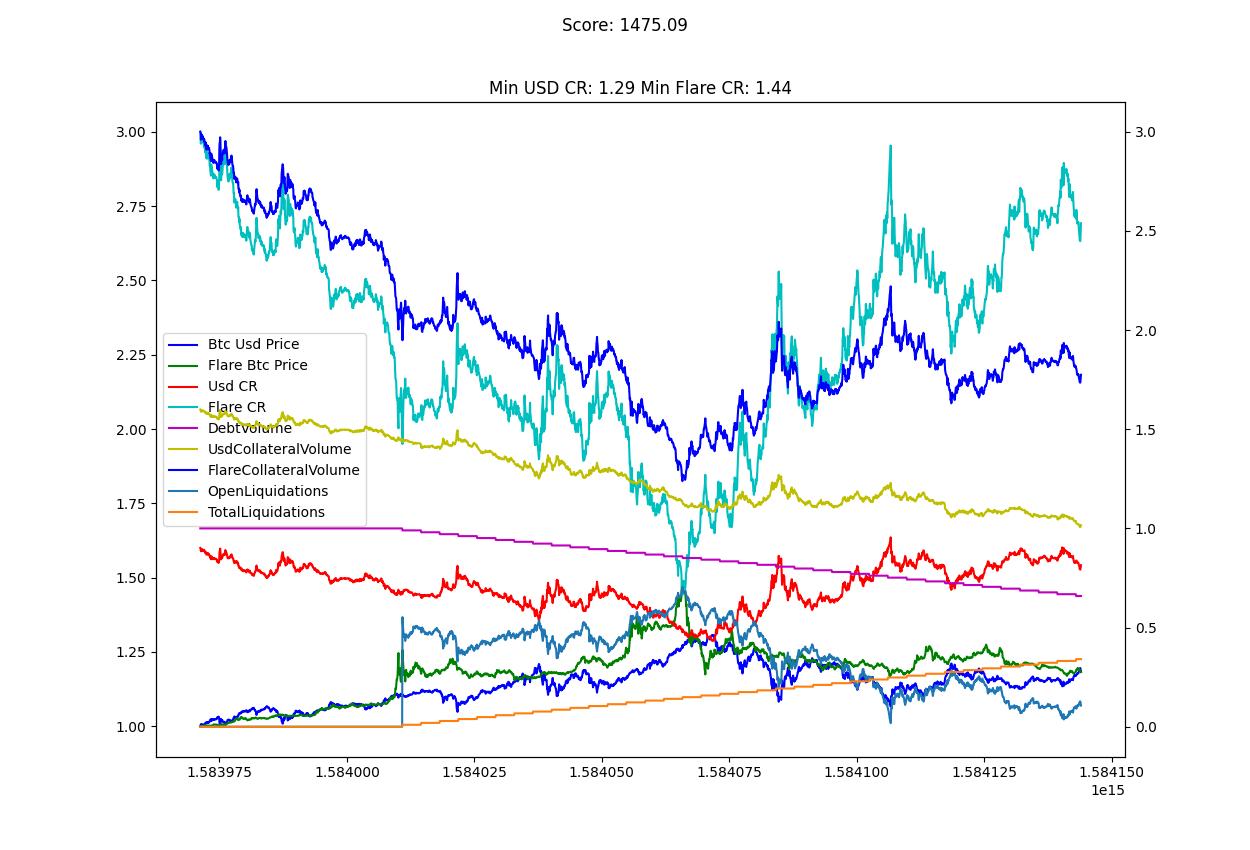 Score: 1475.09
Min USD CR: 1.29 Min Flare CR: 1.44
3.00
2.75
2.50
2.25
2.00
1.75
1.50
1.25
1.00
Btc Usd Price
Flare Btc Price
Usd CR
Flare CR
DebtVolume
UsdCollateralVolume
FlareCollateralVolume
OpenLiquidations
TotalLiquidations
3.0
2.5
2.0
1.5
1.0
0.5
0.0
1.583975 1.584000 1.584025 1.584050 1.584075 1.584100 1.584125 1.584150
1e15